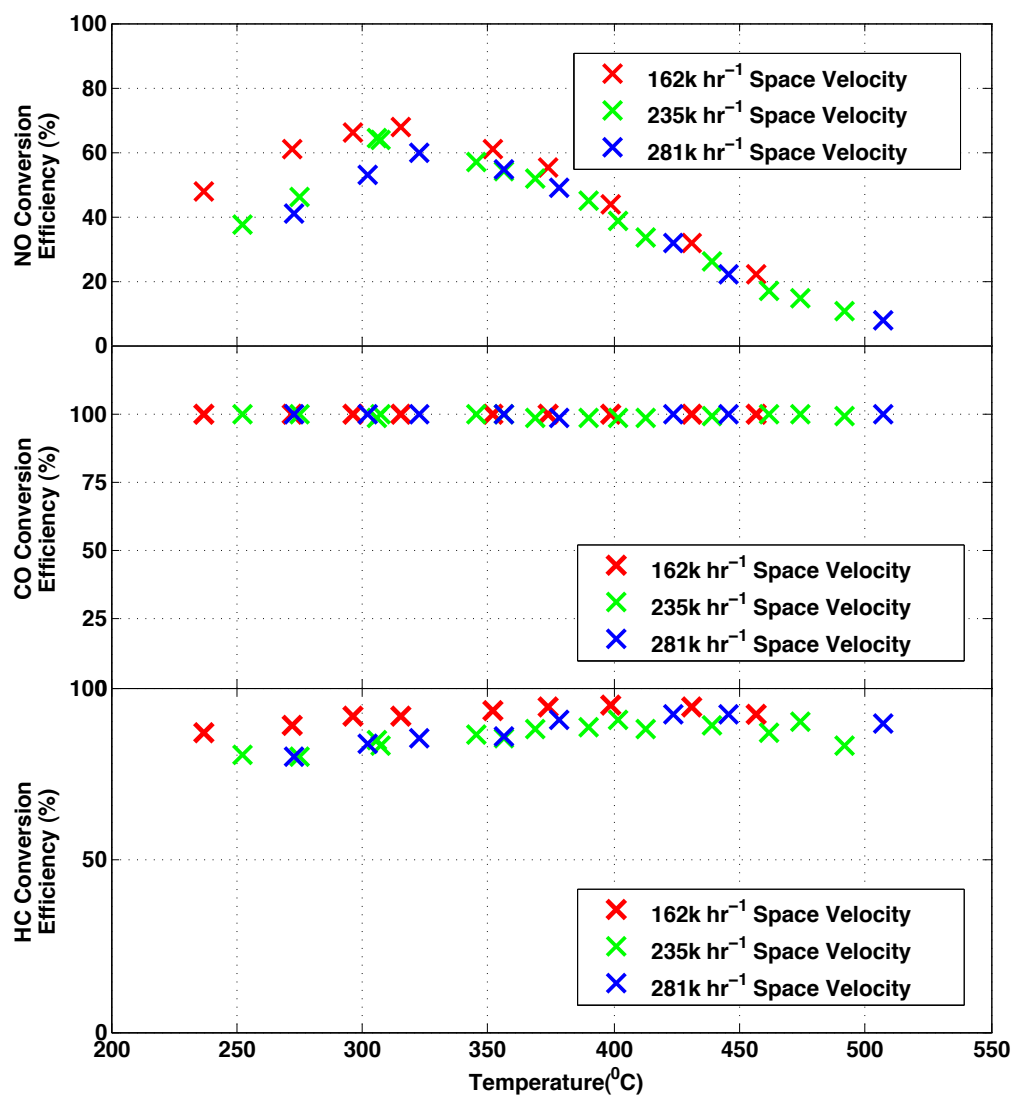 100
80
60
40
20
0
NO Conversion
Efficiency (%)
162k hr⁻¹ Space Velocity
235k hr⁻¹ Space Velocity
281k hr⁻¹ Space Velocity
100
75
50
25
CO Conversion
Efficiency (%)
162k hr⁻¹ Space Velocity
235k hr⁻¹ Space Velocity
281k hr⁻¹ Space Velocity
100
50
0
HC Conversion
Efficiency (%)
162k hr⁻¹ Space Velocity
235k hr⁻¹ Space Velocity
281k hr⁻¹ Space Velocity
200 250 300 350 400 450 500 550
Temperature(⁰C)